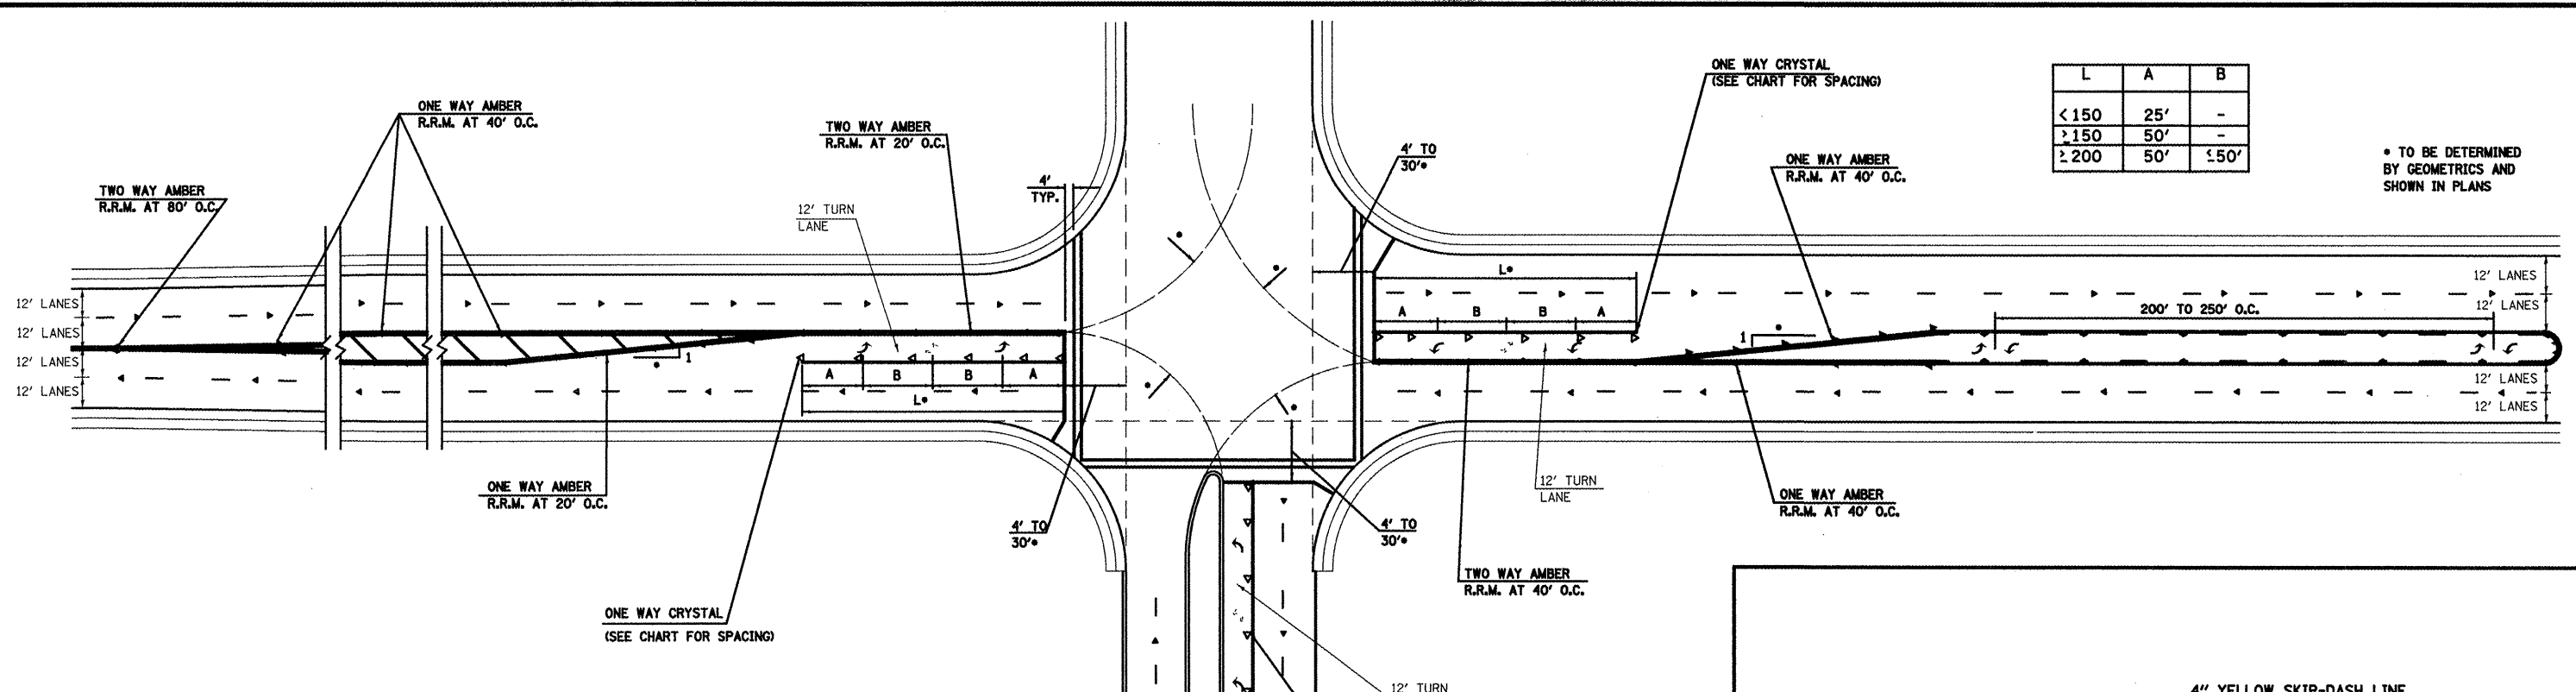 ONE WAY CRYSTAL
(SEE CHART FOR SPACING)
L A B
<150 25' -
≥150 50' -
≥200 50' ≤50'
* TO BE DETERMINED
BY GEOMETRICS AND
SHOWN IN PLANS
ONE WAY AMBER
R.R.M. AT 40' O.C.
TWO WAY AMBER
R.R.M. AT 20' O.C.
4' TO
30'*
ONE WAY AMBER
R.R.M. AT 40' O.C.
TWO WAY AMBER
R.R.M. AT 80' O.C.
4'
TYP.
12' TURN
LANE
L*
12' LANES
12' LANES
12' LANES
12' LANES
12' LANES
12' LANES
200' TO 250' O.C.
A B B A
1
*
*
*
1
*
A B B A
L*
*
*
12' LANES
12' LANES
ONE WAY AMBER
R.R.M. AT 20' O.C.
12' TURN
LANE
ONE WAY AMBER
R.R.M. AT 40' O.C.
4' TO
30'*
4' TO
30'*
TWO WAY AMBER
R.R.M. AT 40' O.C.
ONE WAY CRYSTAL
(SEE CHART FOR SPACING)
12' TURN
4" YELLOW SKIP-DASH LINE